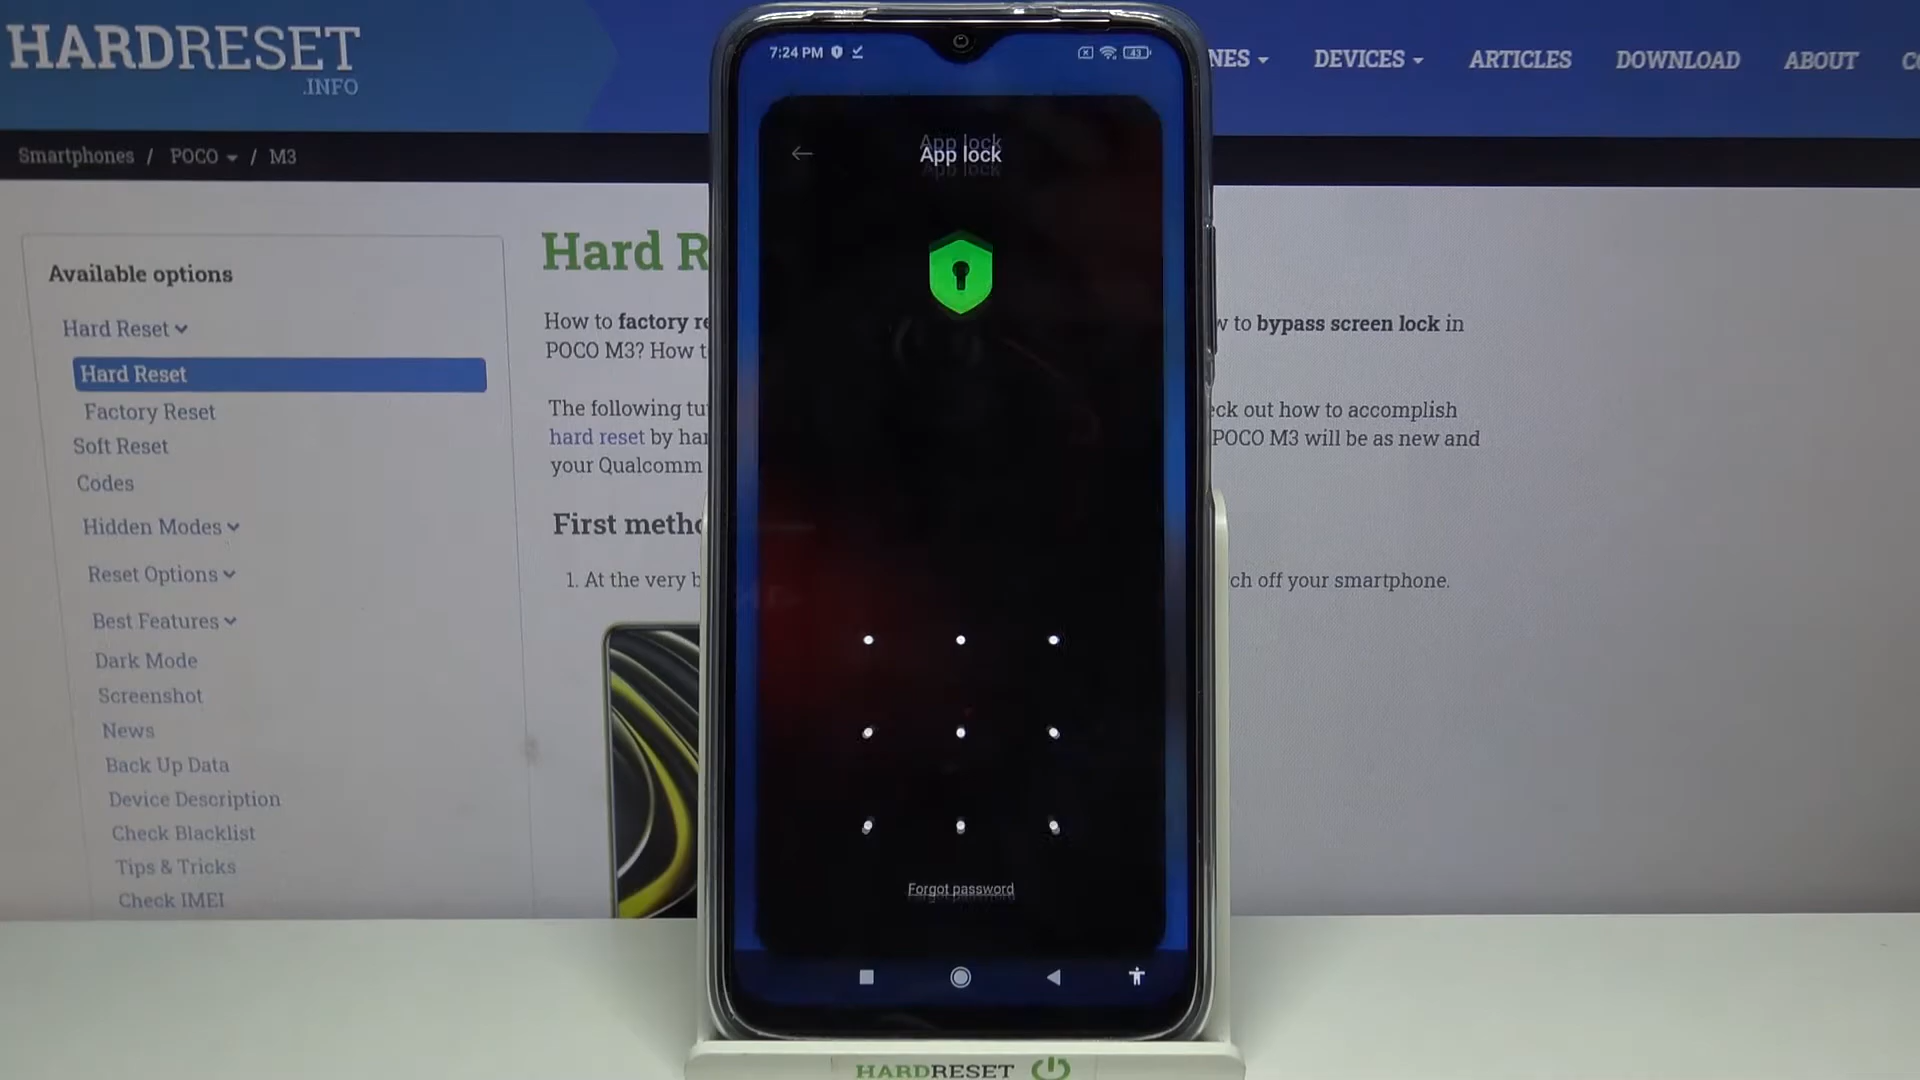 HARDRESET
.INFO
NES
DEVICES
ARTICLES
DOWNLOAD
ABOUT
Smartphones / POCO / M3
Available options
Hard Reset
Hard Reset
Factory Reset
Soft Reset
Codes
Hidden Modes
Reset Options
Best Features
Dark Mode
Screenshot
News
Back Up Data
Device Description
Check Blacklist
Tips & Tricks
Check IMEI
Hard R
How to factory re
w to bypass screen lock in
POCO M3? How t
The following tu
eck out how to accomplish
hard reset by har
POCO M3 will be as new and
your Qualcomm
First metho
1. At the very b
ch off your smartphone.
7:24 PM
43
App lock
Forgot password
HARDRESET